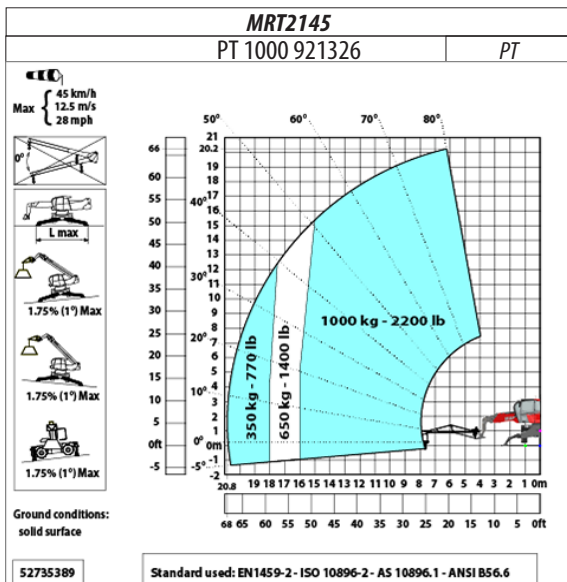 MRT2145
PT 1000 921326 PT
Max { 45 km/h
12.5 m/s
28 mph
0°
L max
1.75% (1°) Max
1.75% (1°) Max
1.75% (1°) Max
Ground conditions:
solid surface
50° 60° 70° 80°
40°
30°
20°
10°
0°
-5°
66
60
55
50
45
40
35
30
25
20
15
10
5
0ft
-5
21
20.2
19
18
17
16
15
14
13
12
11
10
9
8
7
6
5
4
3
2
1
0m
-1
-2
350 kg - 770 lb
650 kg - 1400 lb
1000 kg - 2200 lb
20.8 19 18 17 16 15 14 13 12 11 10 9 8 7 6 5 4 3 2 1 0m
68 65 60 55 50 45 40 35 30 25 20 15 10 5 0ft
52735389
Standard used: EN1459-2 - ISO 10896-2 - AS 10896.1 - ANSI B56.6